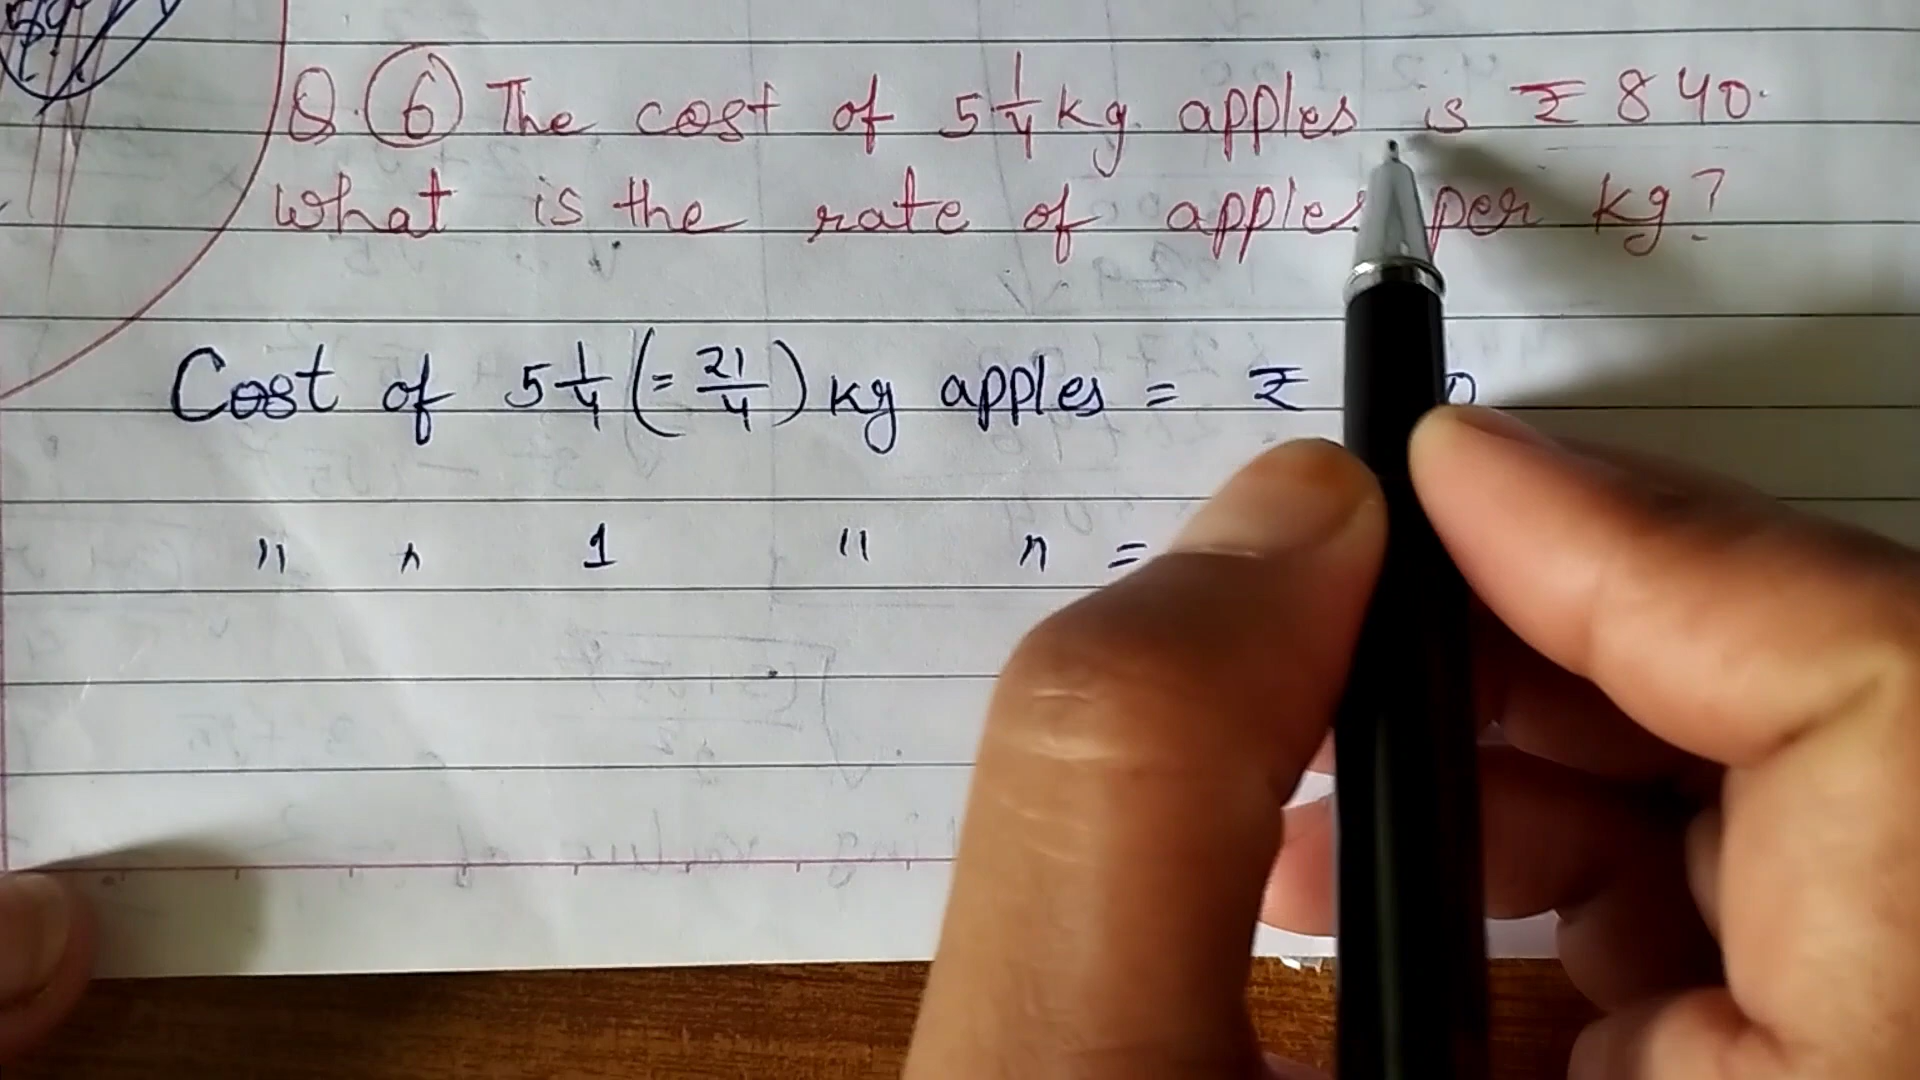 Q. 6 The cost of 5 1/4 kg. apples is ₹ 840.
What is the rate of apples per kg?
Cost of 5 1/4 (= 21/4) kg apples = ₹ 0
" " 1 " " =